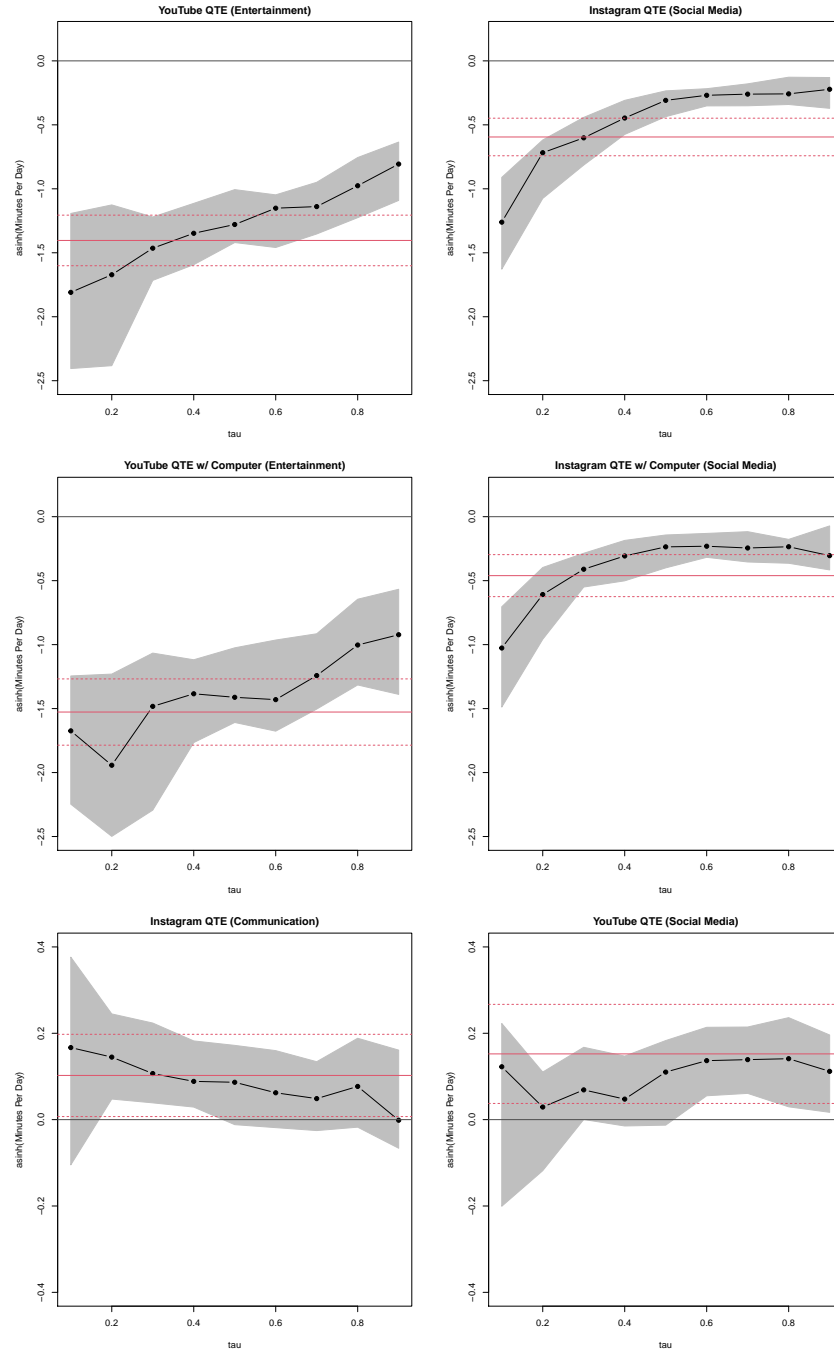 YouTube QTE (Entertainment)
asinh(Minutes Per Day)
0.0
−0.5
−1.0
−1.5
−2.0
−2.5
0.2 0.4 0.6 0.8
tau
Instagram QTE (Social Media)
asinh(Minutes Per Day)
0.0
−0.5
−1.0
−1.5
−2.0
−2.5
0.2 0.4 0.6 0.8
tau
YouTube QTE w/ Computer (Entertainment)
asinh(Minutes Per Day)
0.0
−0.5
−1.0
−1.5
−2.0
−2.5
0.2 0.4 0.6 0.8
tau
Instagram QTE w/ Computer (Social Media)
asinh(Minutes Per Day)
0.0
−0.5
−1.0
−1.5
−2.0
−2.5
0.2 0.4 0.6 0.8
tau
Instagram QTE (Communication)
asinh(Minutes Per Day)
0.4
0.2
0.0
−0.2
−0.4
0.2 0.4 0.6 0.8
tau
YouTube QTE (Social Media)
asinh(Minutes Per Day)
0.4
0.2
0.0
−0.2
−0.4
0.2 0.4 0.6 0.8
tau